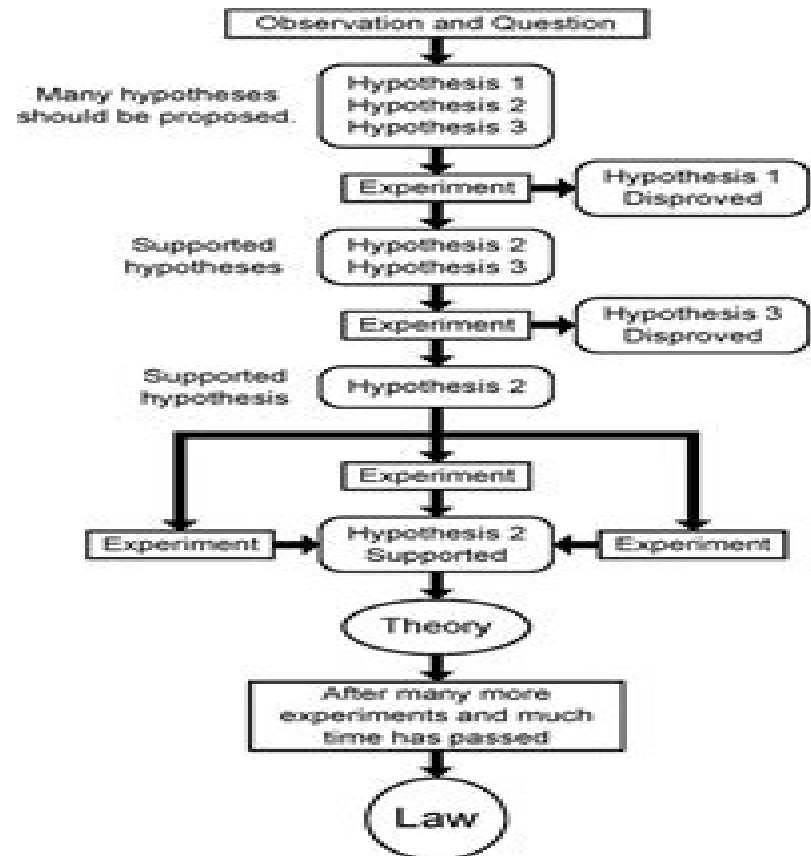 Observation and Question
Many hypotheses
should be proposed.
Hypothesis 1
Hypothesis 2
Hypothesis 3
Experiment
Hypothesis 1
Disproved
Supported
hypotheses
Hypothesis 2
Hypothesis 3
Experiment
Hypothesis 3
Disproved
Supported
hypothesis
Hypothesis 2
Experiment
Experiment
Hypothesis 2
Supported
Experiment
Theory
After many more
experiments and much
time has passed
Law